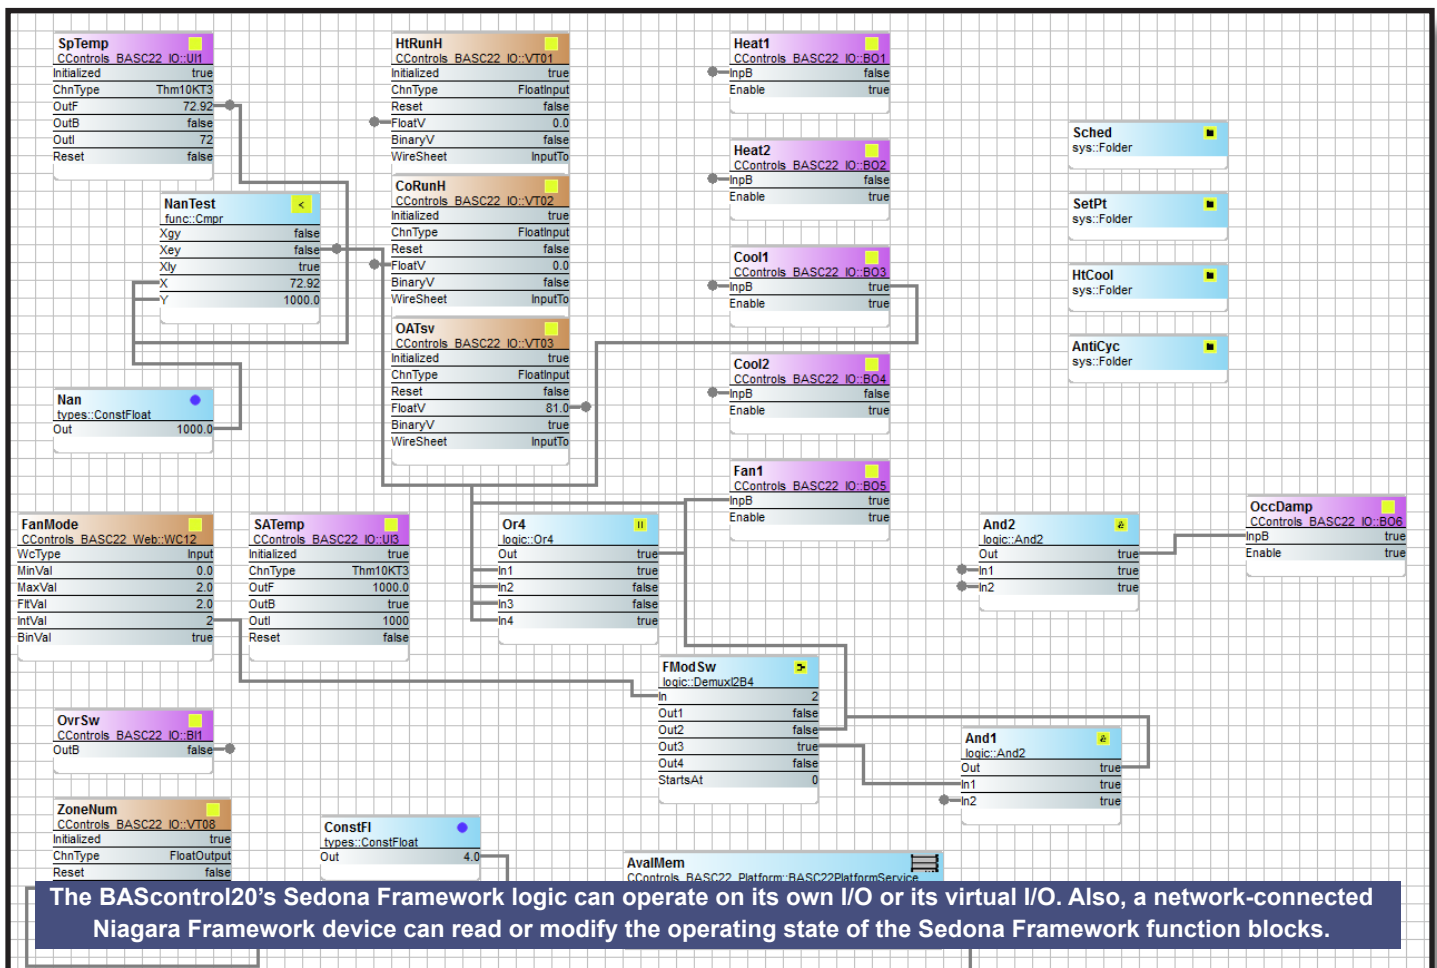 SpTemp
CControls_BASC22_IO::UI1
Initialized true
ChnType Thm10KT3
OutF 72.92
OutB false
OutI 72
Reset false
NanTest
func::Cmpr
Xgy false
Xey false
Xly true
X 72.92
Y 1000.0
Nan
types::ConstFloat
Out 1000.0
HtRunH
CControls_BASC22_IO::VT01
Initialized true
ChnType FloatInput
Reset false
FloatV 0.0
BinaryV false
WireSheet InputTo
CoRunH
CControls_BASC22_IO::VT02
Initialized true
ChnType FloatInput
Reset false
FloatV 0.0
BinaryV false
WireSheet InputTo
OATsv
CControls_BASC22_IO::VT03
Initialized true
ChnType FloatInput
Reset false
FloatV 81.0
BinaryV true
WireSheet InputTo
Heat1
CControls_BASC22_IO::BO1
InpB false
Enable true
Heat2
CControls_BASC22_IO::BO2
InpB false
Enable true
Cool1
CControls_BASC22_IO::BO3
InpB true
Enable true
Cool2
CControls_BASC22_IO::BO4
InpB false
Enable true
Fan1
CControls_BASC22_IO::BO5
InpB true
Enable true
Sched
sys::Folder
SetPt
sys::Folder
HtCool
sys::Folder
AntiCyc
sys::Folder
FanMode
CControls_BASC22_Web::WC12
WcType Input
MinVal 0.0
MaxVal 2.0
FltVal 2.0
IntVal 2
BinVal true
SATemp
CControls_BASC22_IO::UI3
Initialized true
ChnType Thm10KT3
OutF 1000.0
OutB true
OutI 1000
Reset false
Or4
logic::Or4
Out true
In1 true
In2 false
In3 false
In4 true
And2
logic::And2
Out true
In1 true
In2 true
OccDamp
CControls_BASC22_IO::BO6
InpB true
Enable true
FModSw
logic::DemuxI2B4
In 2
Out1 false
Out2 false
Out3 true
Out4 false
StartsAt 0
And1
logic::And2
Out true
In1 true
In2 true
OvrSw
CControls_BASC22_IO::BI1
OutB false
ZoneNum
CControls_BASC22_IO::VT08
Initialized true
ChnType FloatOutput
Reset false
ConstFl
types::ConstFloat
Out 4.0
AvalMem
CControls_BASC22_Platform::BASC22PlatformService
The BAScontrol20's Sedona Framework logic can operate on its own I/O or its virtual I/O. Also, a network-connected
Niagara Framework device can read or modify the operating state of the Sedona Framework function blocks.